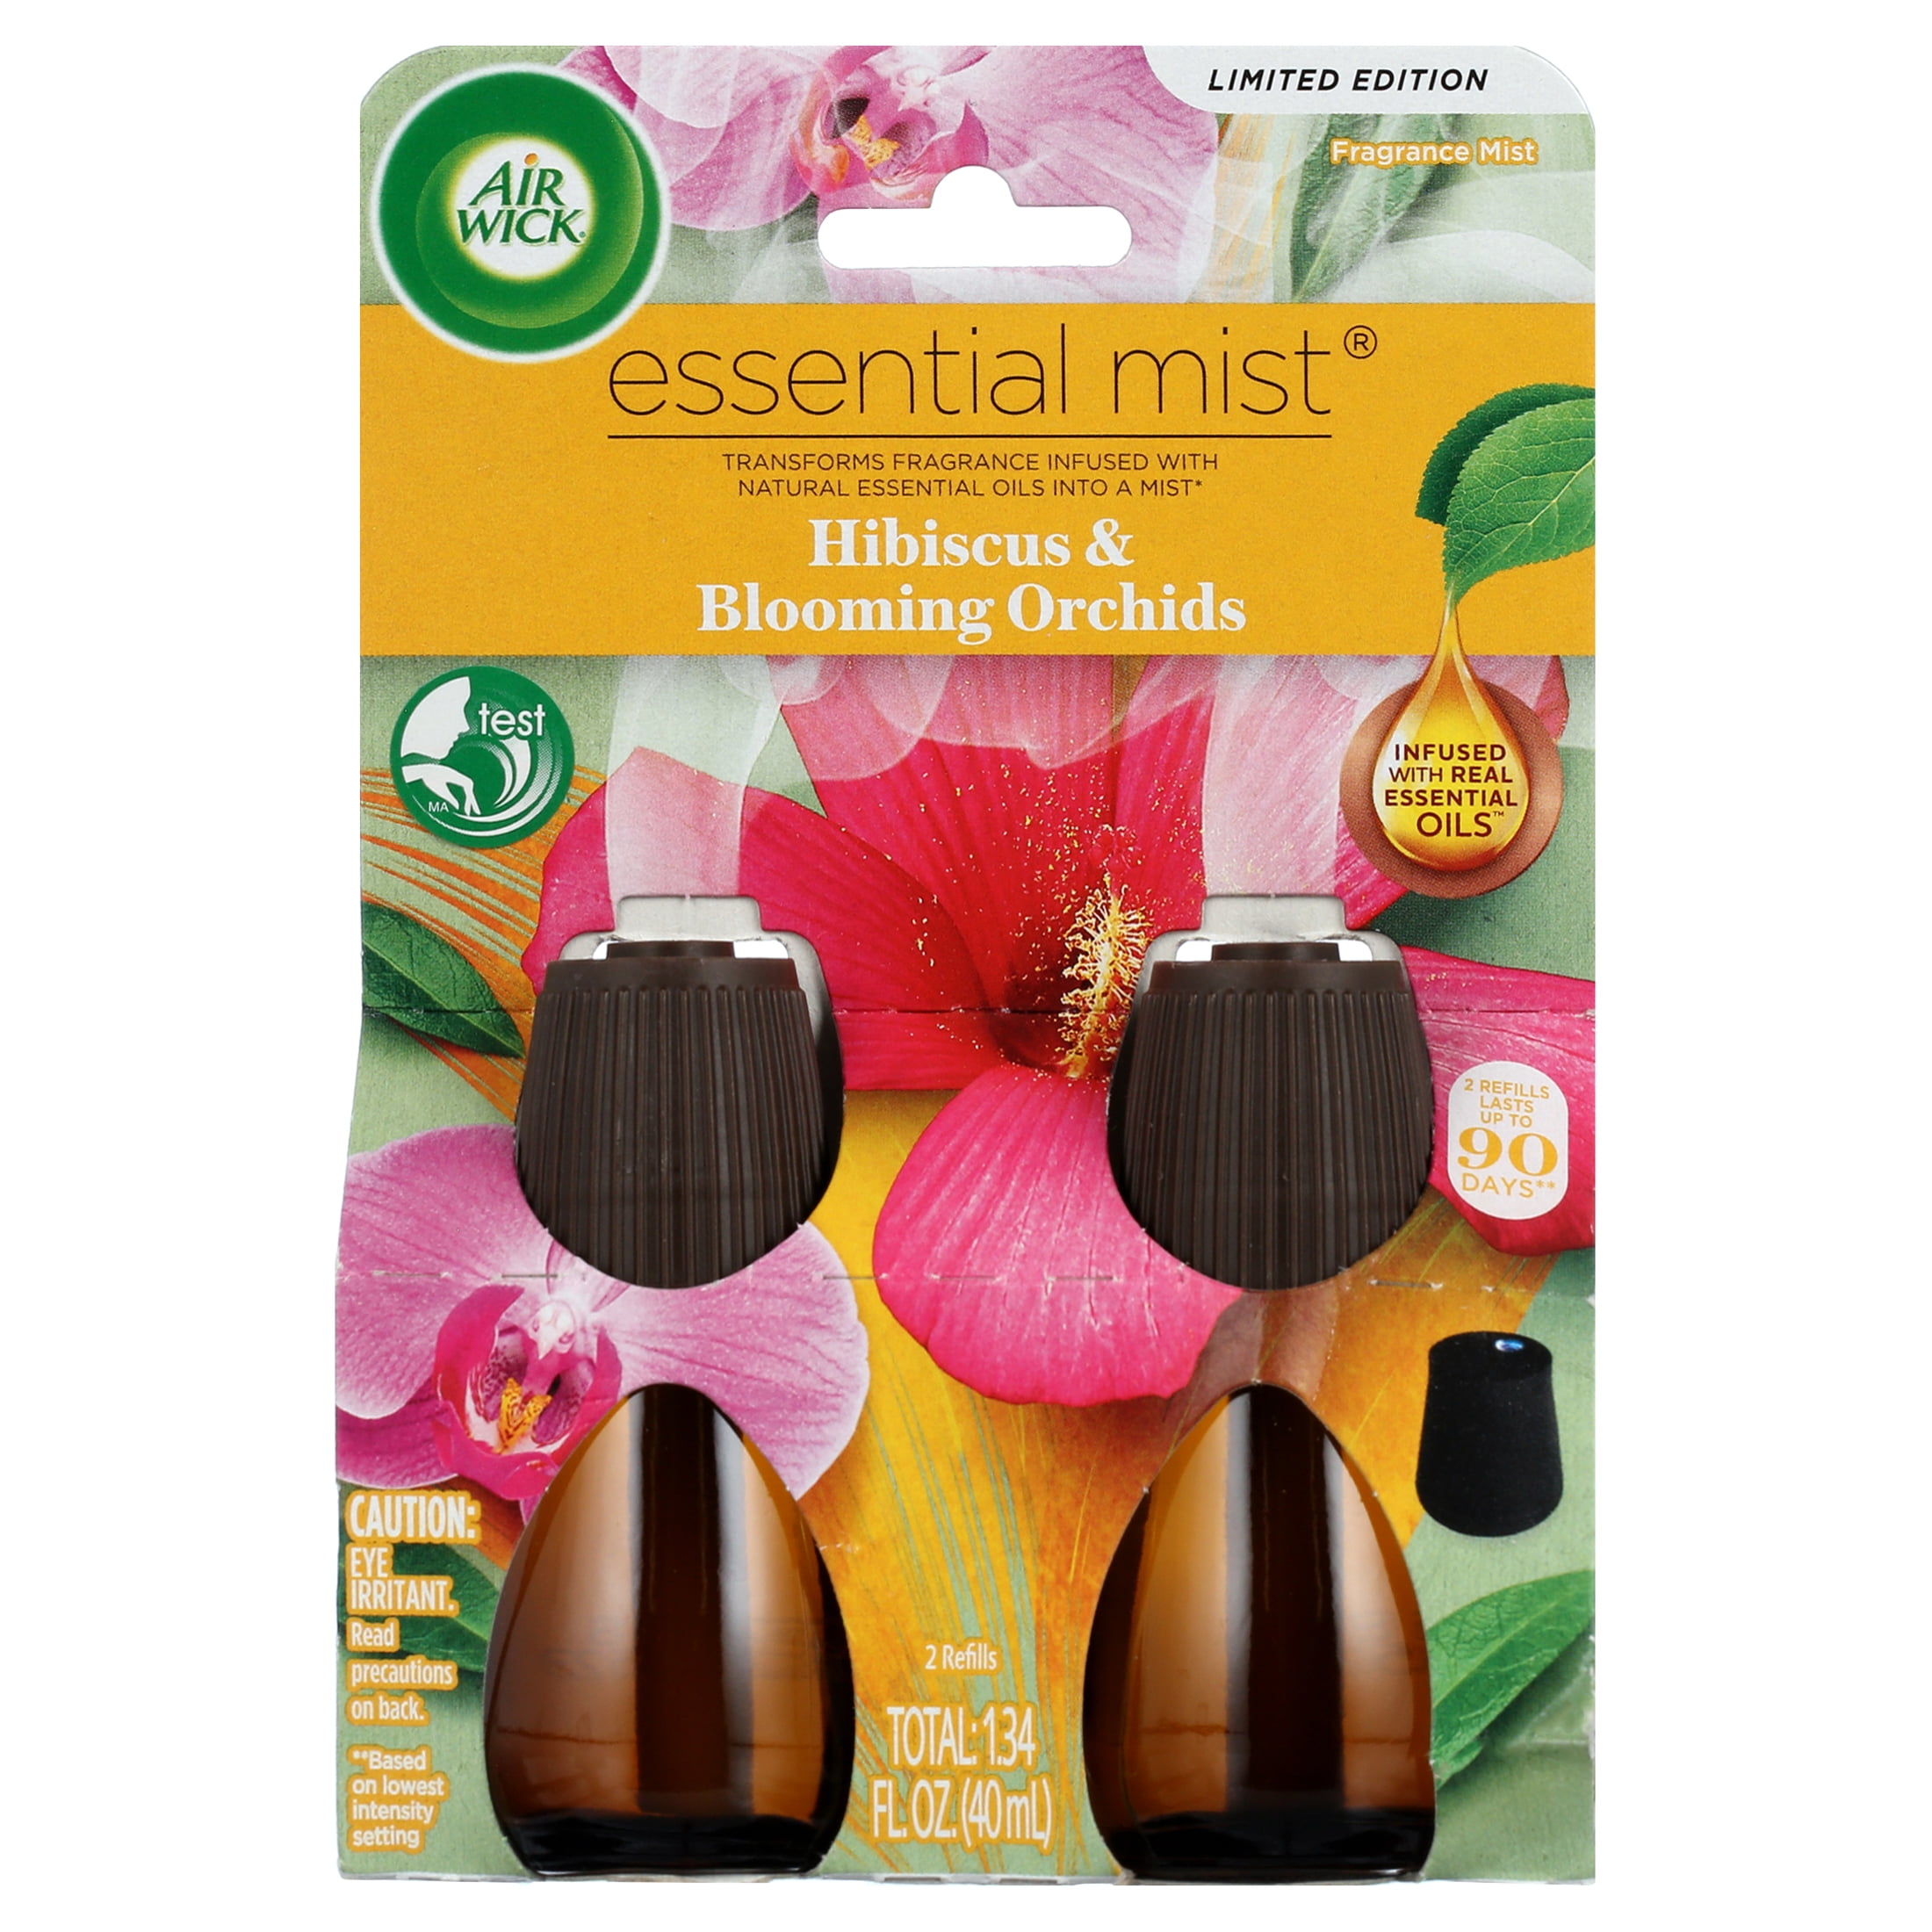 LIMITED EDITION
Fragrance Mist
AIR
WICK®
essential mist®
TRANSFORMS FRAGRANCE INFUSED WITH
NATURAL ESSENTIAL OILS INTO A MIST*
Hibiscus &
Blooming Orchids
test
MA
INFUSED
WITH REAL
ESSENTIAL
OILS™
2 REFILLS
LASTS
UP TO
90
DAYS**
CAUTION:
EYE
IRRITANT.
Read
precautions
on back.
**Based
on lowest
intensity
setting
2 Refills
TOTAL: 1.34
FL. OZ. (40 mL)